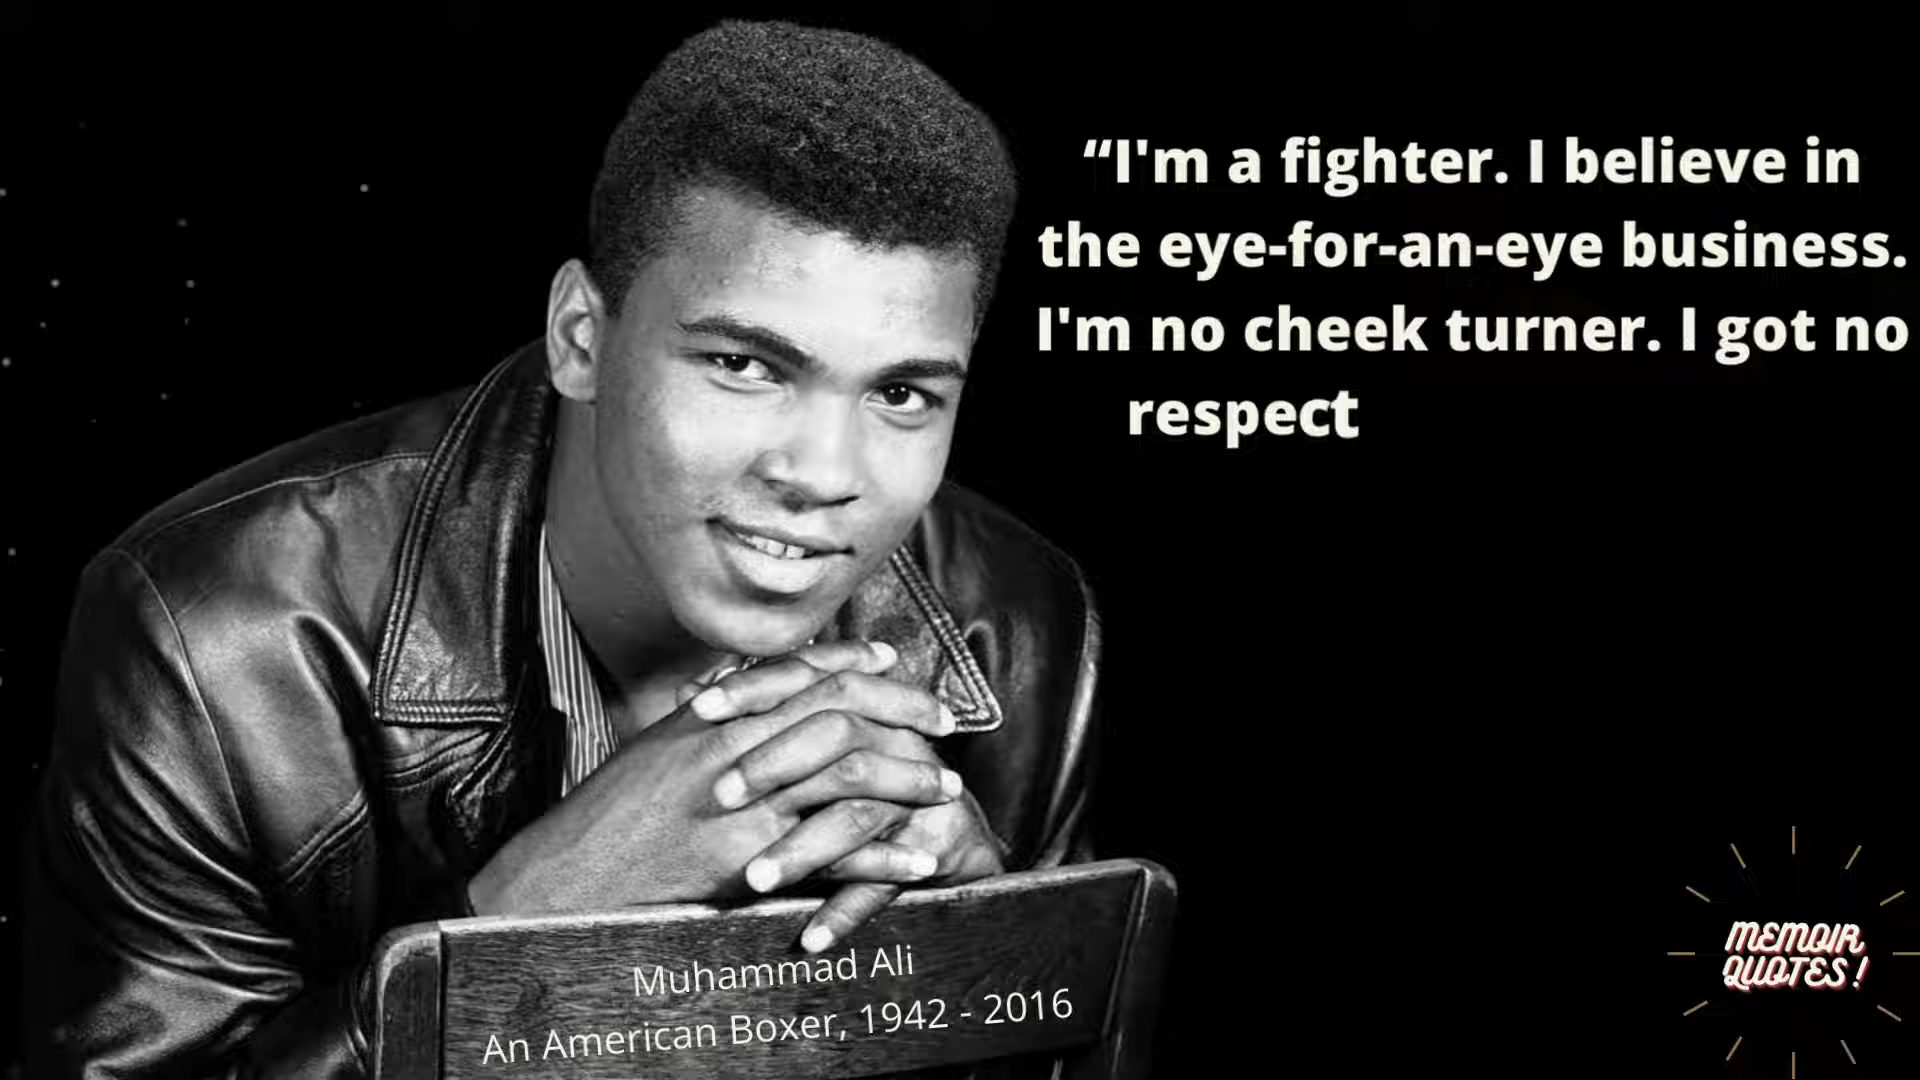 “I'm a fighter. I believe in
the eye-for-an-eye business.
I'm no cheek turner. I got no
respect
Muhammad Ali
An American Boxer, 1942 - 2016
MEMOIR
QUOTES!